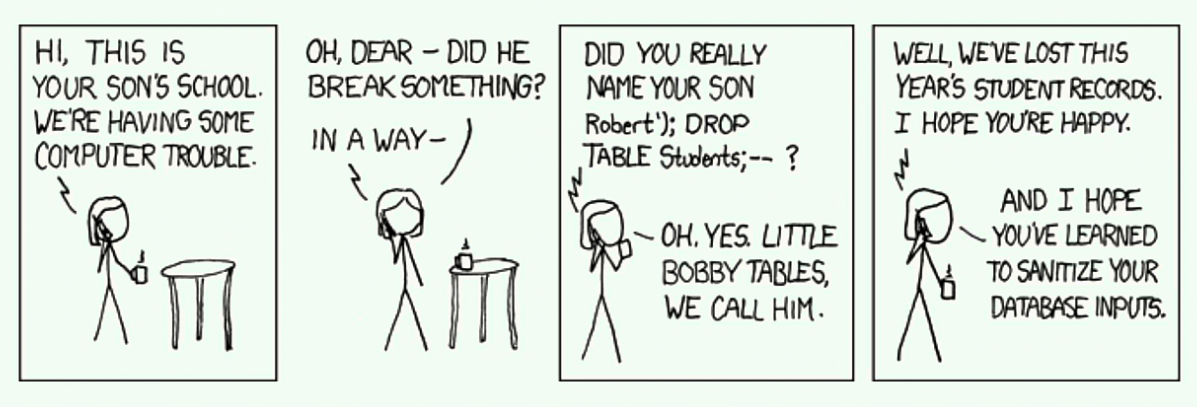 HI, THIS IS
YOUR SON'S SCHOOL.
WE'RE HAVING SOME
COMPUTER TROUBLE.
OH, DEAR – DID HE
BREAK SOMETHING?
IN A WAY–
DID YOU REALLY
NAME YOUR SON
Robert'); DROP
TABLE Students;-- ?
OH. YES. LITTLE
BOBBY TABLES,
WE CALL HIM.
WELL, WE'VE LOST THIS
YEAR'S STUDENT RECORDS.
I HOPE YOU'RE HAPPY.
AND I HOPE
YOU'VE LEARNED
TO SANITIZE YOUR
DATABASE INPUTS.